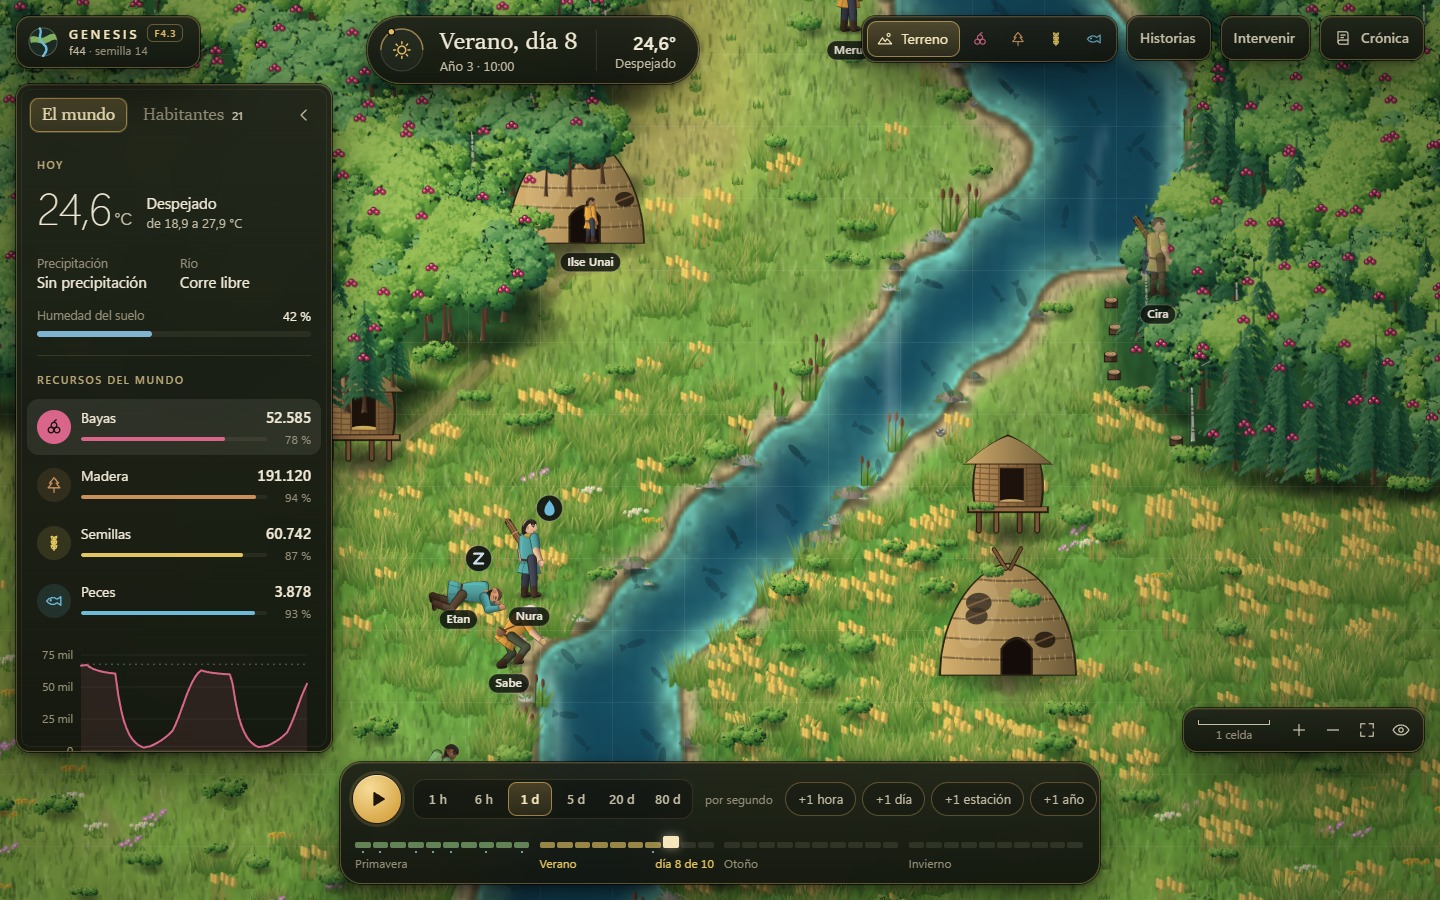 GENESIS F4.3
f44 · semilla 14
Verano, día 8
Año 3 · 10:00
24,6°
Despejado
Meru
Terreno
Historias
Intervenir
Crónica
El mundo
Habitantes 21
HOY
24,6 °C
Despejado
de 18,9 a 27,9 °C
Precipitación
Sin precipitación
Río
Corre libre
Humedad del suelo 42 %
RECURSOS DEL MUNDO
Bayas 52.585
78 %
Madera 191.120
94 %
Semillas 60.742
87 %
Peces 3.878
93 %
75 mil
50 mil
25 mil
0
Ilse Unai
Cira
Z
Etan
Nura
Sabe
1 celda
1 h
6 h
1 d
5 d
20 d
80 d
por segundo
+1 hora
+1 día
+1 estación
+1 año
Primavera
Verano
día 8 de 10
Otoño
Invierno